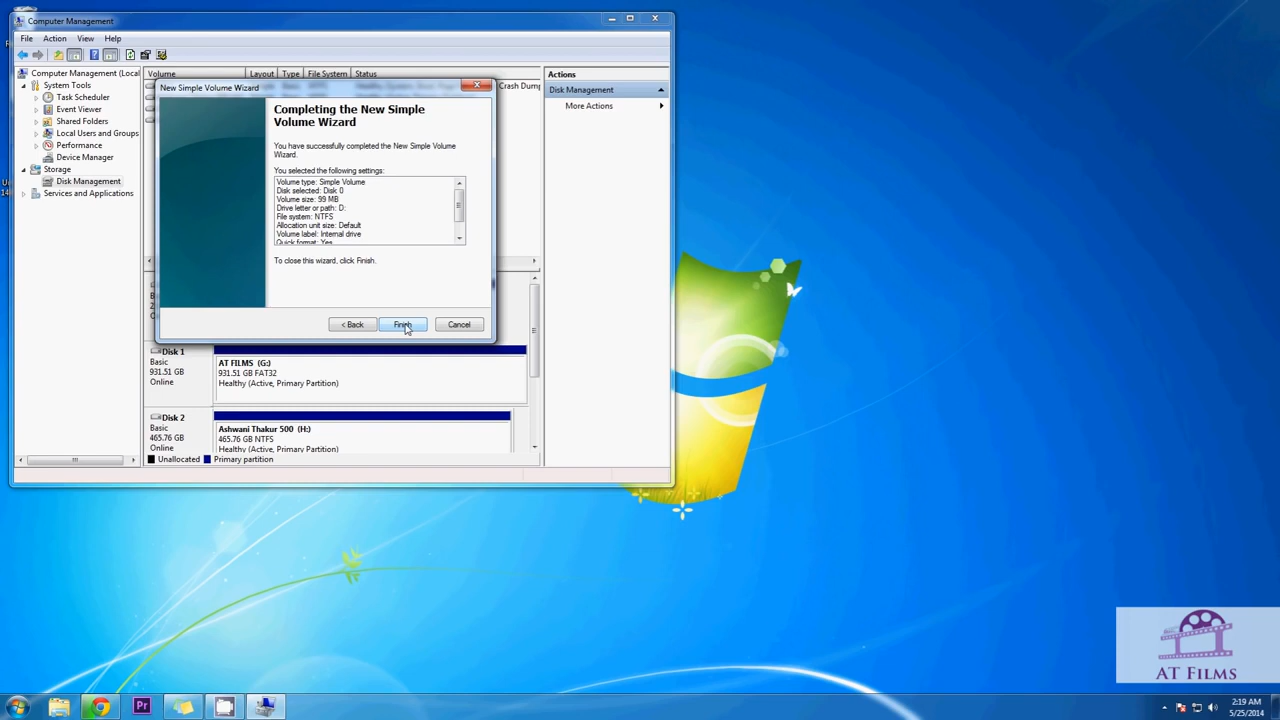 Computer Management
File Action View Help
Computer Management (Local
System Tools
Task Scheduler
Event Viewer
Shared Folders
Local Users and Groups
Performance
Device Manager
Storage
Disk Management
Services and Applications
Volume Layout Type File System Status
Crash Dump
Actions
Disk Management
More Actions
New Simple Volume Wizard
Completing the New Simple
Volume Wizard
You have successfully completed the New Simple Volume
Wizard.
You selected the following settings:
Volume type: Simple Volume
Disk selected: Disk 0
Volume size: 99 MB
Drive letter or path: D:
File system: NTFS
Allocation unit size: Default
Volume label: Internal drive
Quick format: Yes
To close this wizard, click Finish.
< Back Finish Cancel
Disk 1
Basic
931.51 GB
Online
AT FILMS (G:)
931.51 GB FAT32
Healthy (Active, Primary Partition)
Disk 2
Basic
465.76 GB
Online
Ashwani Thakur 500 (H:)
465.76 GB NTFS
Healthy (Active, Primary Partition)
Unallocated Primary partition
AT FILMS
Pr
2:19 AM
5/25/2014